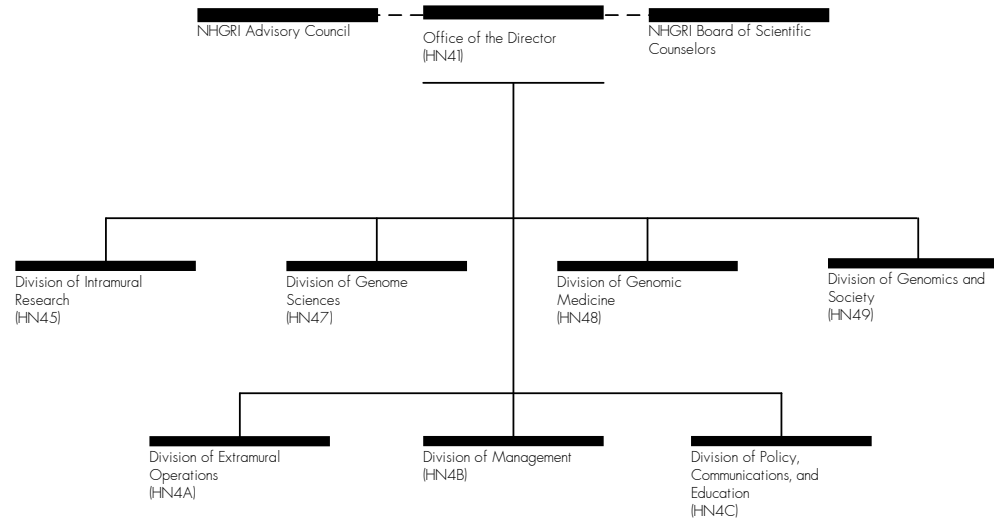 NHGRI Advisory Council
Office of the Director
(HN41)
NHGRI Board of Scientific
Counselors
Division of Intramural
Research
(HN45)
Division of Genome
Sciences
(HN47)
Division of Genomic
Medicine
(HN48)
Division of Genomics and
Society
(HN49)
Division of Extramural
Operations
(HN4A)
Division of Management
(HN4B)
Division of Policy,
Communications, and
Education
(HN4C)